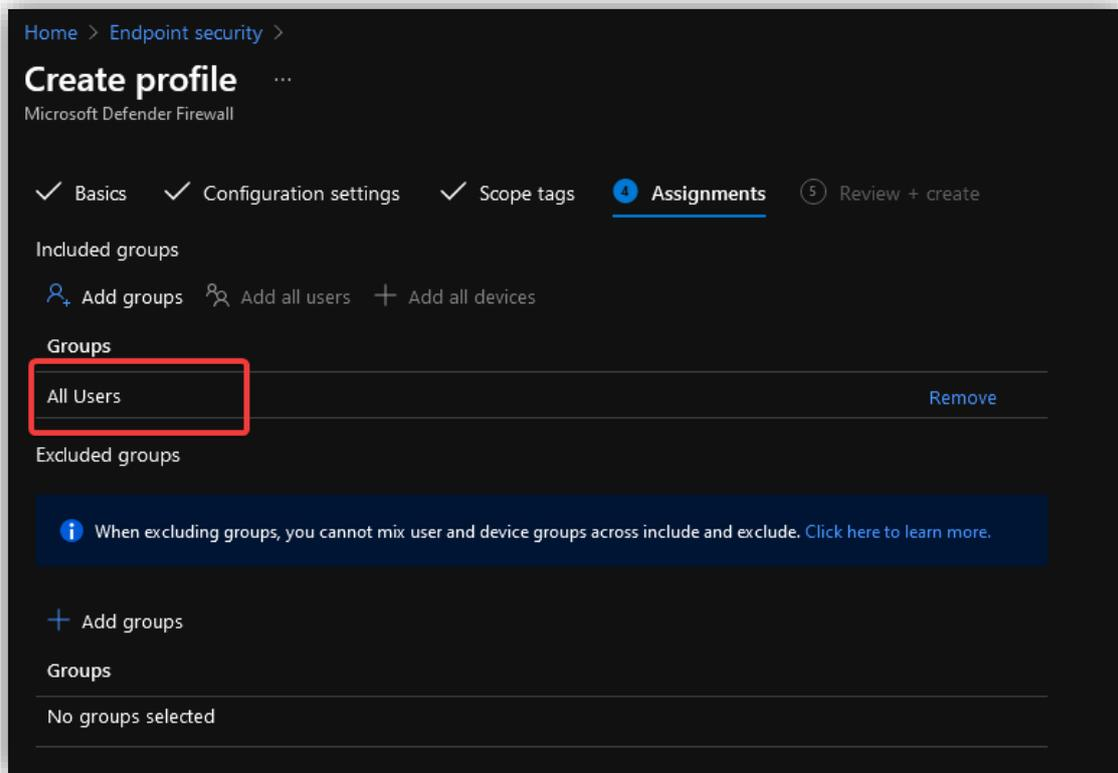 Home > Endpoint security >
Create profile ...
Microsoft Defender Firewall
Basics Configuration settings Scope tags 4 Assignments 5 Review + create
Included groups
Add groups Add all users Add all devices
Groups
All Users Remove
Excluded groups
When excluding groups, you cannot mix user and device groups across include and exclude. Click here to learn more.
Add groups
Groups
No groups selected